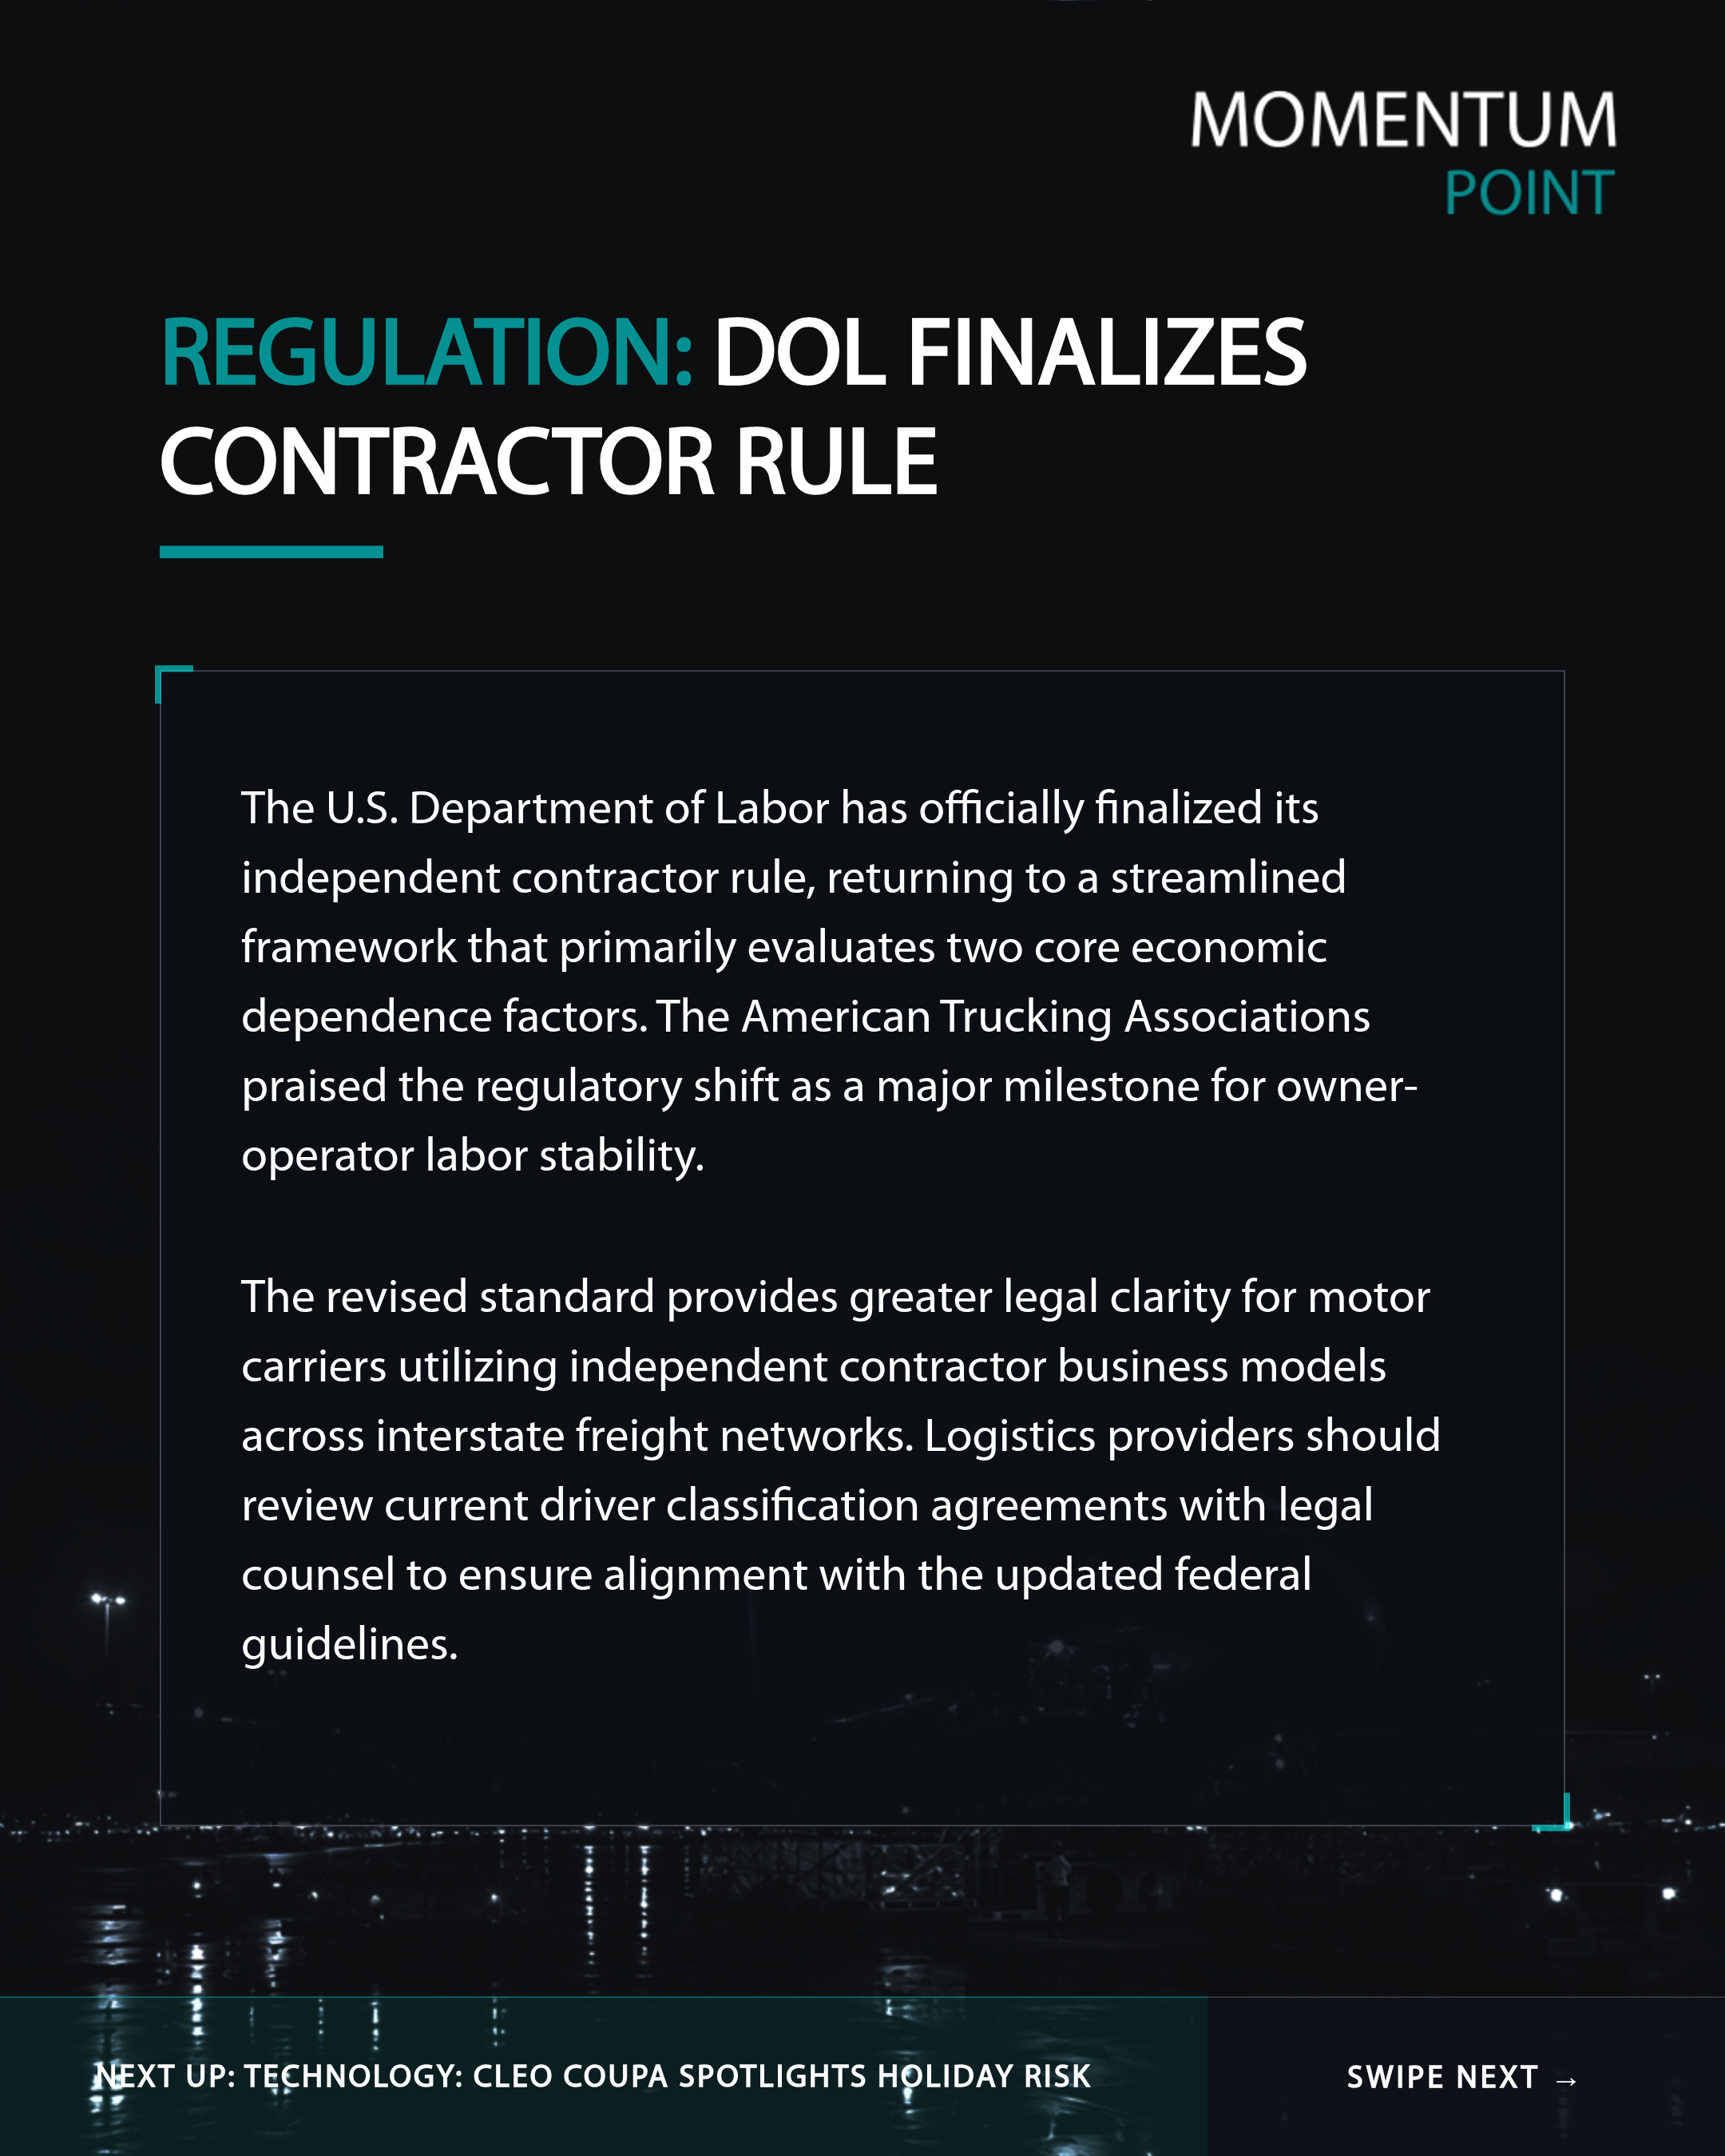 MOMENTUM
POINT
REGULATION: DOL FINALIZES
CONTRACTOR RULE
The U.S. Department of Labor has officially finalized its
independent contractor rule, returning to a streamlined
framework that primarily evaluates two core economic
dependence factors. The American Trucking Associations
praised the regulatory shift as a major milestone for owner-
operator labor stability.
The revised standard provides greater legal clarity for motor
carriers utilizing independent contractor business models
across interstate freight networks. Logistics providers should
review current driver classification agreements with legal
counsel to ensure alignment with the updated federal
guidelines.
NEXT UP: TECHNOLOGY: CLEO COUPA SPOTLIGHTS HOLIDAY RISK
SWIPE NEXT →